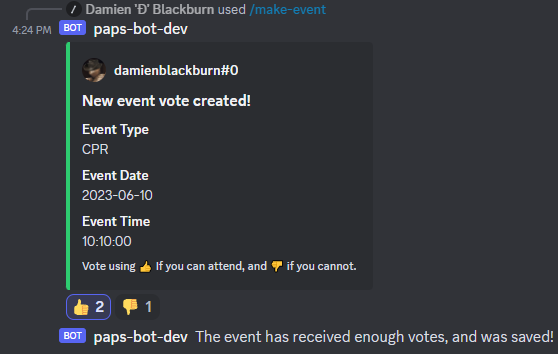 Damien 'Đ' Blackburn used /make-event
4:24 PM BOT paps-bot-dev
damienblackburn#0
New event vote created!
Event Type
CPR
Event Date
2023-06-10
Event Time
10:10:00
Vote using 👍 If you can attend, and 👎 if you cannot.
👍 2 👎 1
BOT paps-bot-dev The event has received enough votes, and was saved!